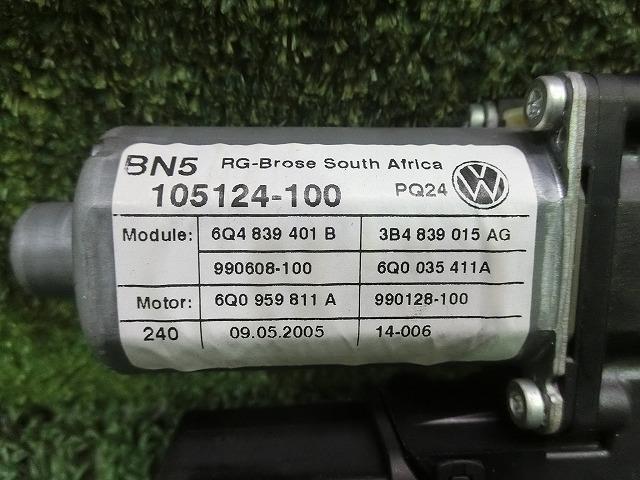 BN5 RG-Brose South Africa
105124-100 PQ24
Module: 6Q4 839 401 B 3B4 839 015 AG
990608-100 6Q0 035 411A
Motor: 6Q0 959 811 A 990128-100
240 09.05.2005 14-006